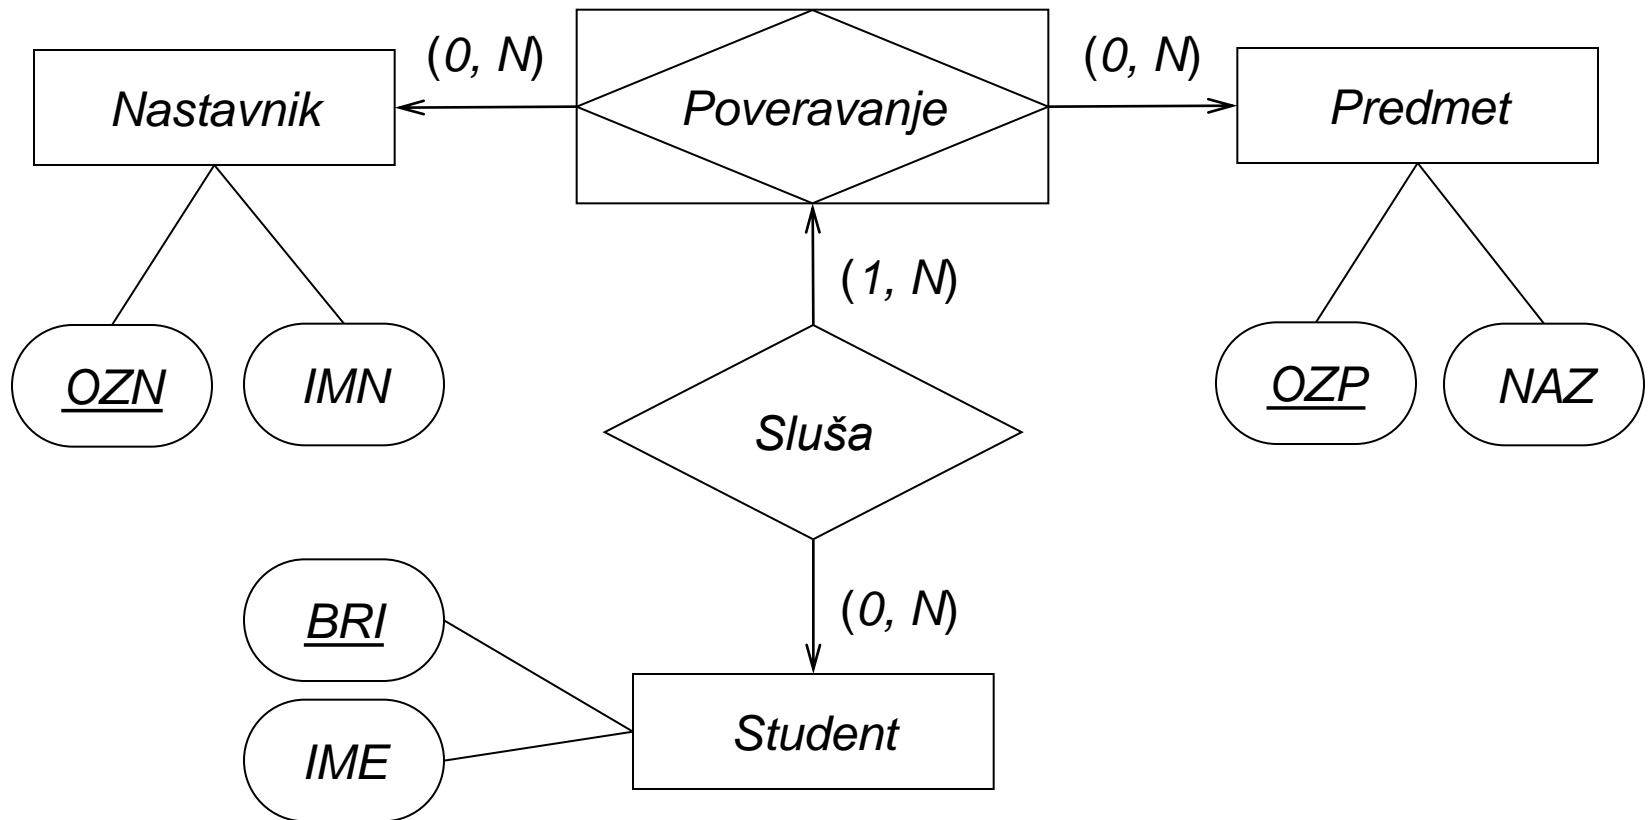 (0, N)
(0, N)
Nastavnik
Poveravanje
Predmet
(1, N)
OZN
IMN
OZP
NAZ
Sluša
BRI
(0, N)
IME
Student